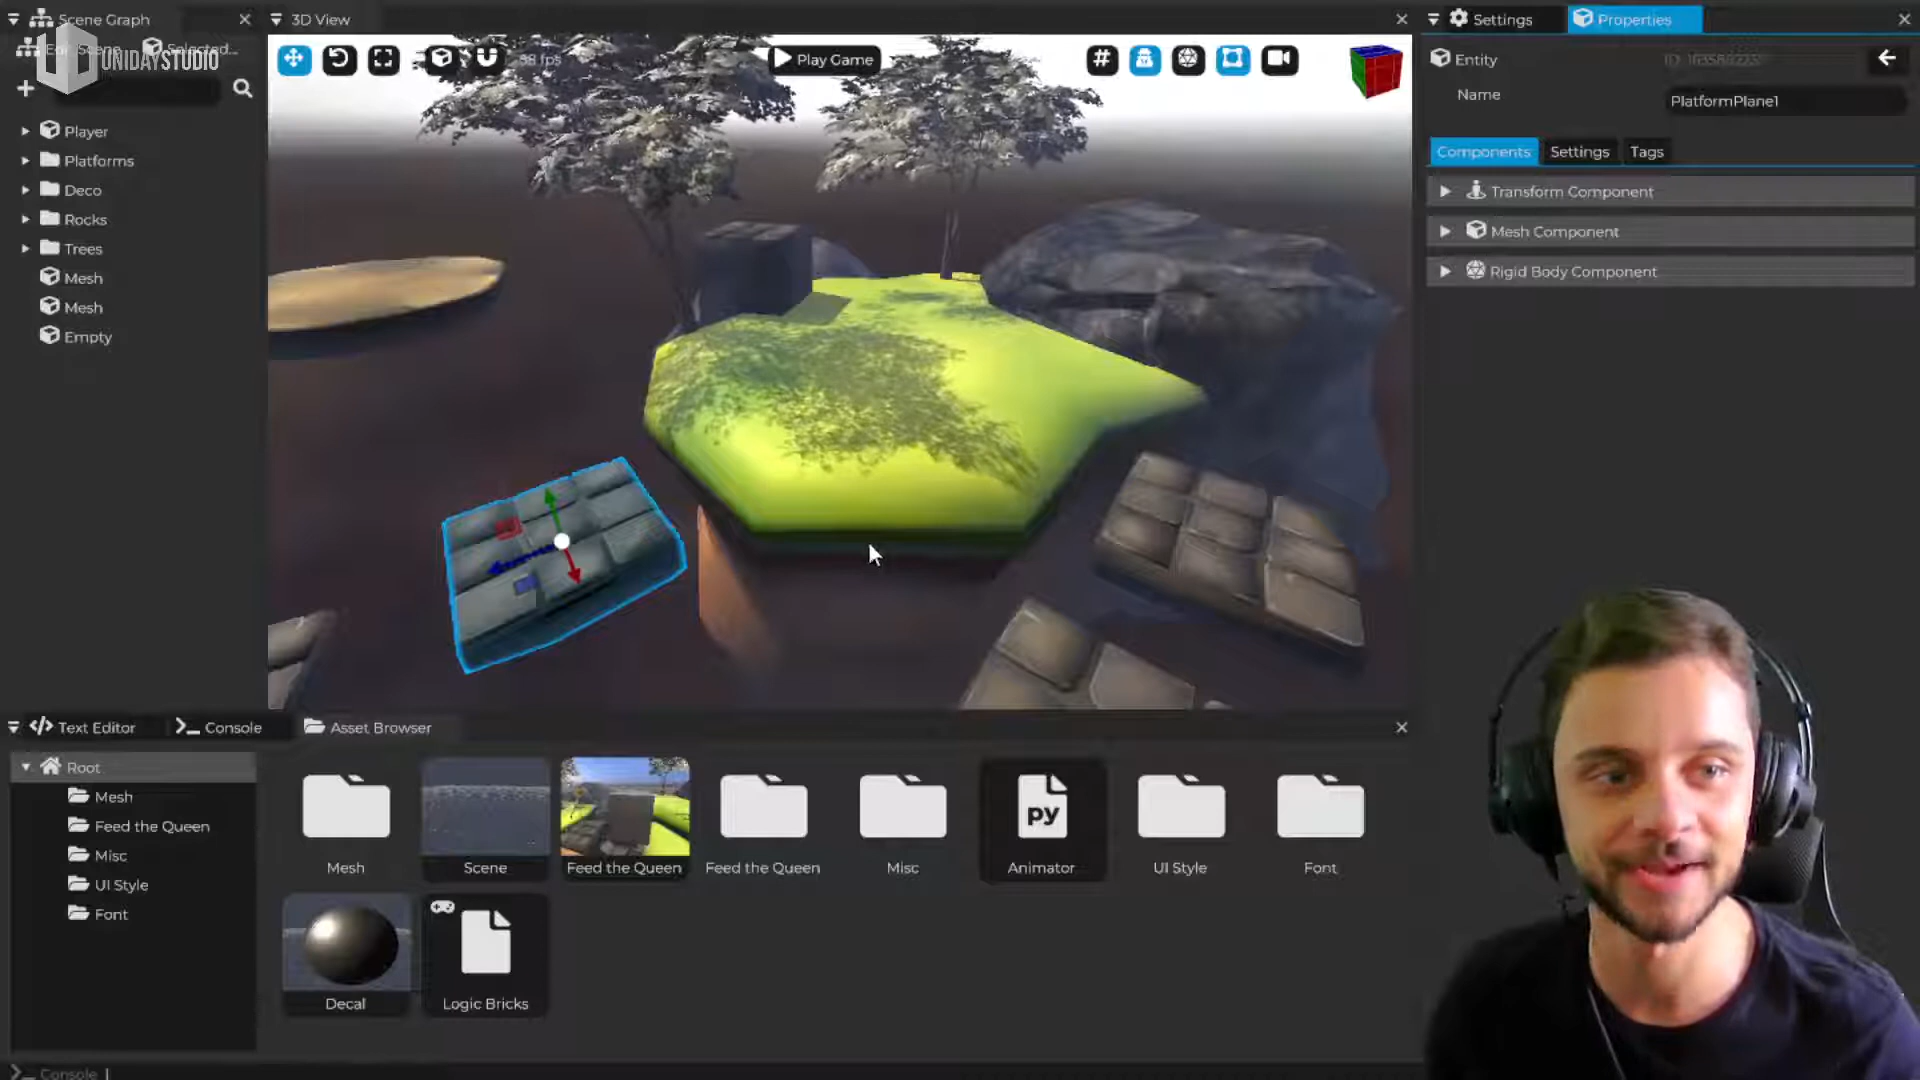 Scene Graph
3D View
Settings
Properties
Edit Scene
Selected...
UNIDAYSTUDIO
Play Game
Entity
Name
PlatformPlane1
Player
Components
Settings
Tags
Platforms
Deco
Transform Component
Rocks
Mesh Component
Trees
Rigid Body Component
Mesh
Mesh
Empty
Text Editor
Console
Asset Browser
Root
Mesh
Feed the Queen
Misc
UI Style
Font
py
Mesh
Scene
Feed the Queen
Feed the Queen
Misc
Animator
UI Style
Font
Decal
Logic Bricks
Console